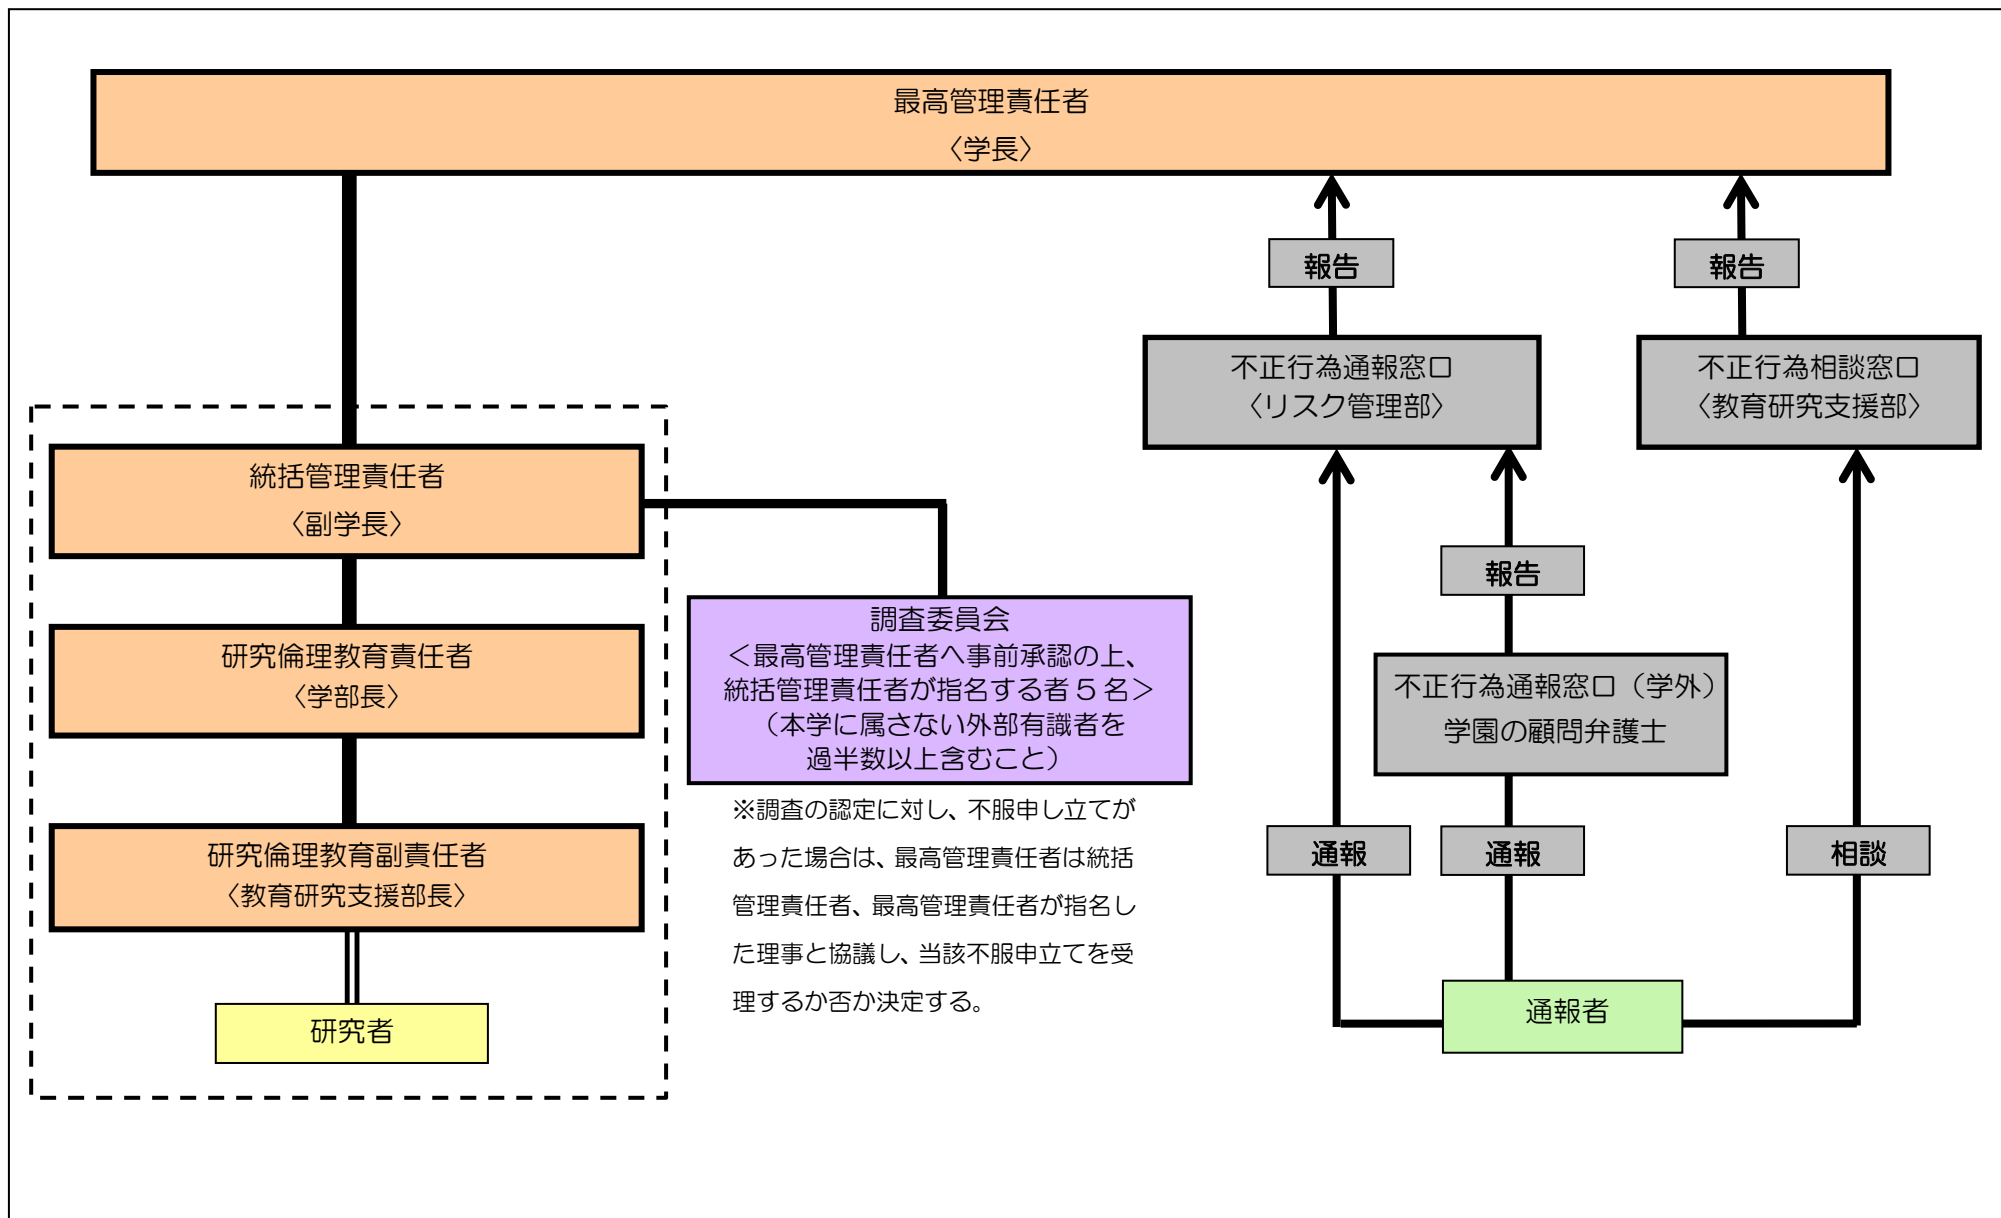 最高管理責任者
〈学長〉
報告
報告
不正行為通報窓口
〈リスク管理部〉
不正行為相談窓口
〈教育研究支援部〉
統括管理責任者
〈副学長〉
報告
調査委員会
＜最高管理責任者へ事前承認の上、
統括管理責任者が指名する者５名＞
（本学に属さない外部有識者を
過半数以上含むこと）
研究倫理教育責任者
〈学部長〉
不正行為通報窓口（学外）
学園の顧問弁護士
※調査の認定に対し、不服申し立てが
あった場合は、最高管理責任者は統括
管理責任者、最高管理責任者が指名し
た理事と協議し、当該不服申立てを受
理するか否か決定する。
研究倫理教育副責任者
〈教育研究支援部長〉
通報
通報
相談
研究者
通報者